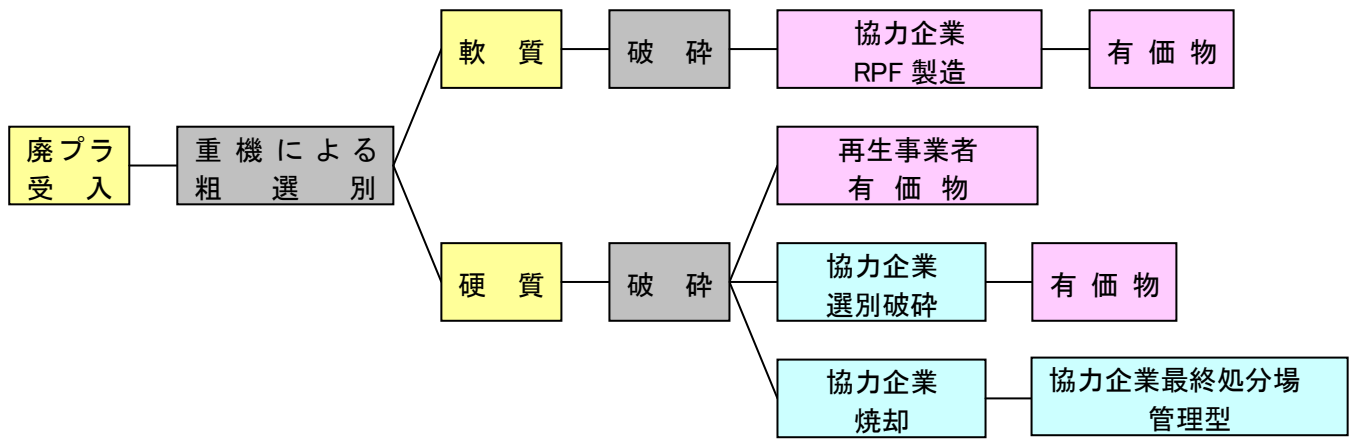 軟 質
破 砕
協力企業
RPF 製造
有 価 物
廃プラ
受 入
重 機 に よ る
粗 選 別
再生事業者
有 価 物
硬 質
破 砕
協力企業
選別破砕
有 価 物
協力企業
焼却
協力企業最終処分場
管理型